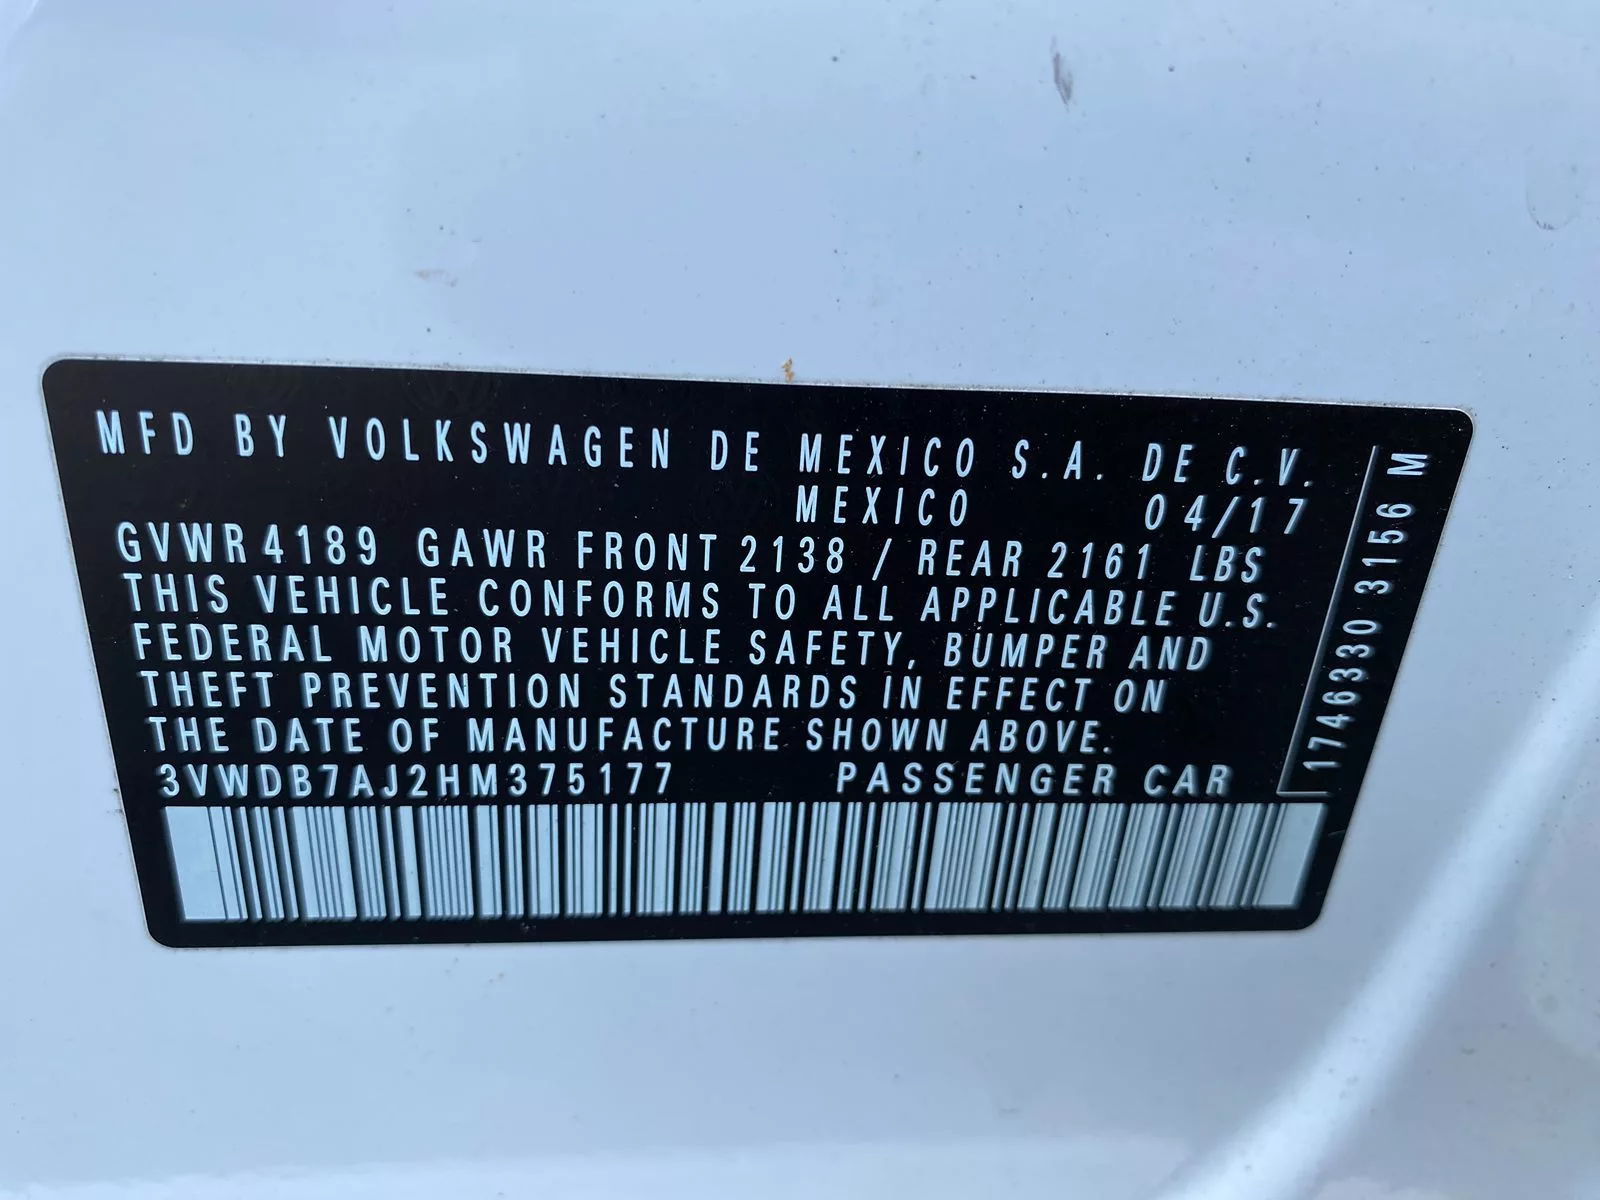 MFD BY VOLKSWAGEN DE MEXICO S.A. DE C.V.
MEXICO 04/17
GVWR 4189 GAWR FRONT 2138 / REAR 2161 LBS
THIS VEHICLE CONFORMS TO ALL APPLICABLE U.S.
FEDERAL MOTOR VEHICLE SAFETY, BUMPER AND
THEFT PREVENTION STANDARDS IN EFFECT ON
THE DATE OF MANUFACTURE SHOWN ABOVE.
3VWDB7AJ2HM375177 PASSENGER CAR
1746330 3156 M